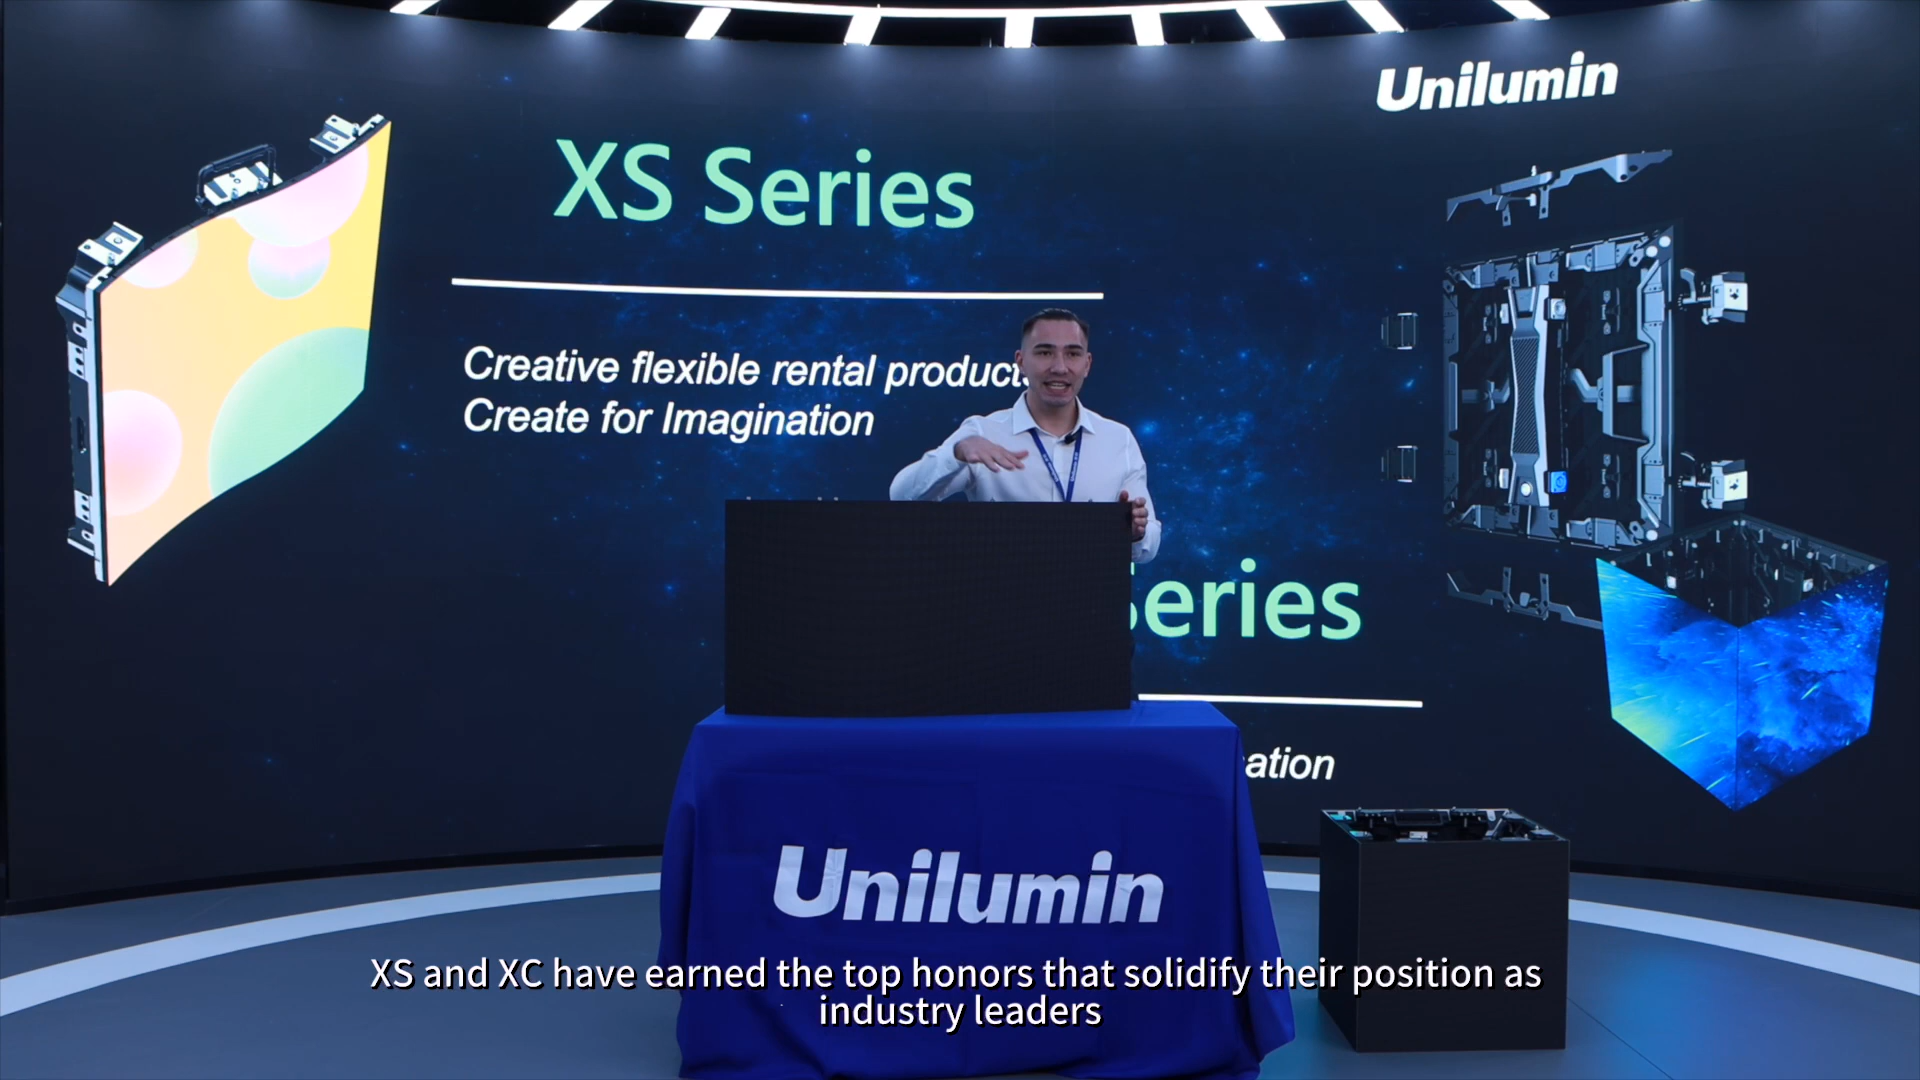 Unilumin
XS Series
Creative flexible rental product
Create for Imagination
Series
ation
Unilumin
XS and XC have earned the top honors that solidify their position as
industry leaders